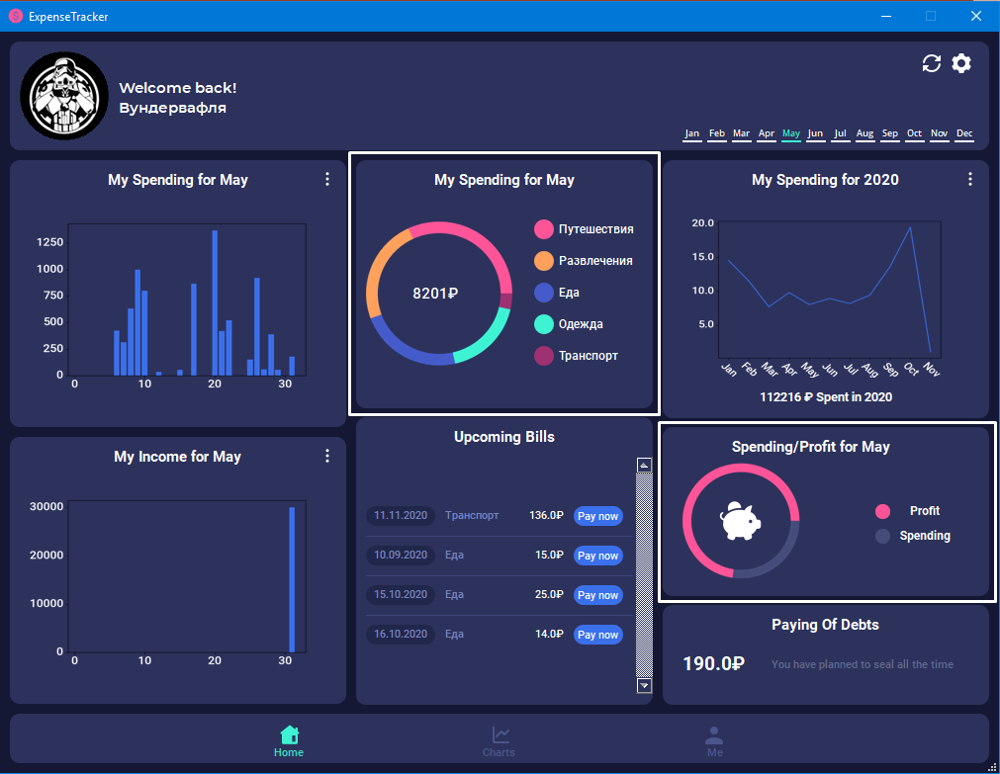 S ExpenseTracker
Welcome back!
Вундервафля
Jan Feb Mar Apr May Jun Jul Aug Sep Oct Nov Dec
My Spending for May
1250
1000
750
500
250
0
0 10 20 30
My Spending for May
8201₽
Путешествия
Развлечения
Еда
Одежда
Транспорт
My Spending for 2020
20.0
15.0
10.0
5.0
Jan Feb Mar Apr May Jun Jul Aug Sep Oct Nov
112216 ₽ Spent in 2020
My Income for May
30000
20000
10000
0
0 10 20 30
Upcoming Bills
11.11.2020 Транспорт 136.0₽ Pay now
10.09.2020 Еда 15.0₽ Pay now
15.10.2020 Еда 25.0₽ Pay now
16.10.2020 Еда 14.0₽ Pay now
Spending/Profit for May
Profit
Spending
Paying Of Debts
190.0₽ You have planned to seal all the time
Home Charts Me